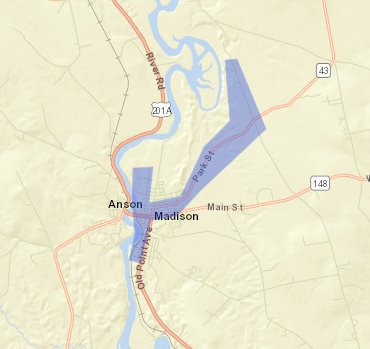 River Rd
43
201A
Park St
148
Anson
Main St
Madison
Old Point Ave